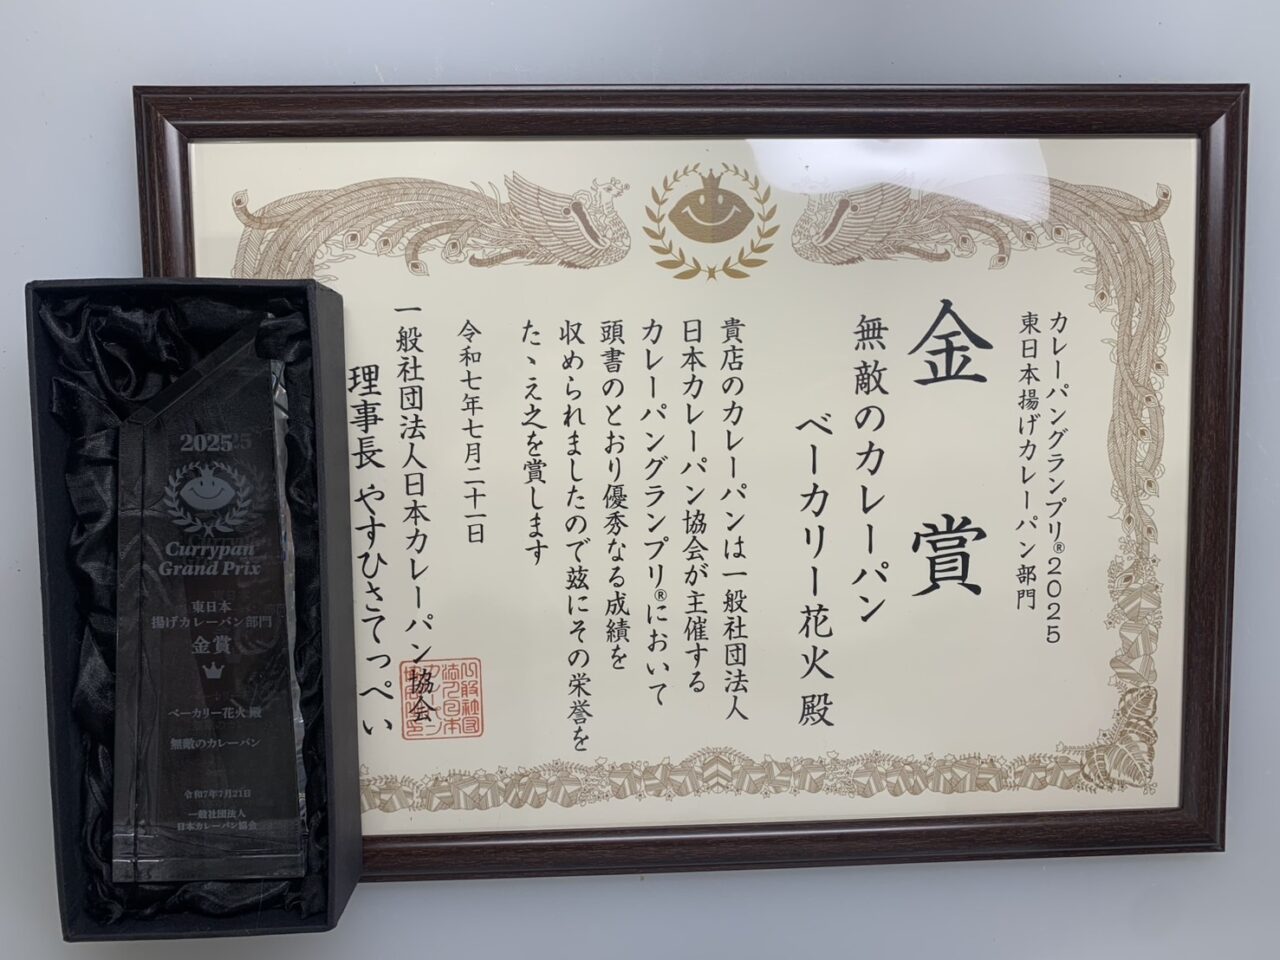 カレーパングランプリ®2025
東日本揚げカレーパン部門
金賞
無敵のカレーパン
ベーカリー花火 殿
貴店のカレーパンは一般社団法人
日本カレーパン協会が主催する
カレーパングランプリ®において
頭書のとおり優秀なる成績を
収められましたので茲にその栄誉を
たゝえ之を賞します
令和七年七月二十一日
一般社団法人日本カレーパン協会
理事長 やすひさてっぺい
2025
Currypan
Grand Prix
東日本
揚げカレーパン部門
金賞
ベーカリー花火 殿
無敵のカレーパン
令和7年7月21日
一般社団法人
日本カレーパン協会